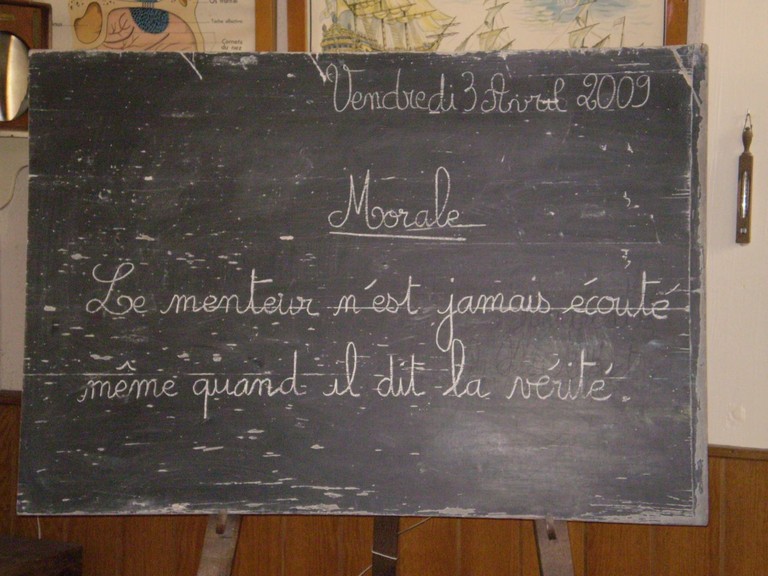 Vendredi 3 Avril 2009
Morale
Le menteur n'est jamais écouté
même quand il dit la vérité.